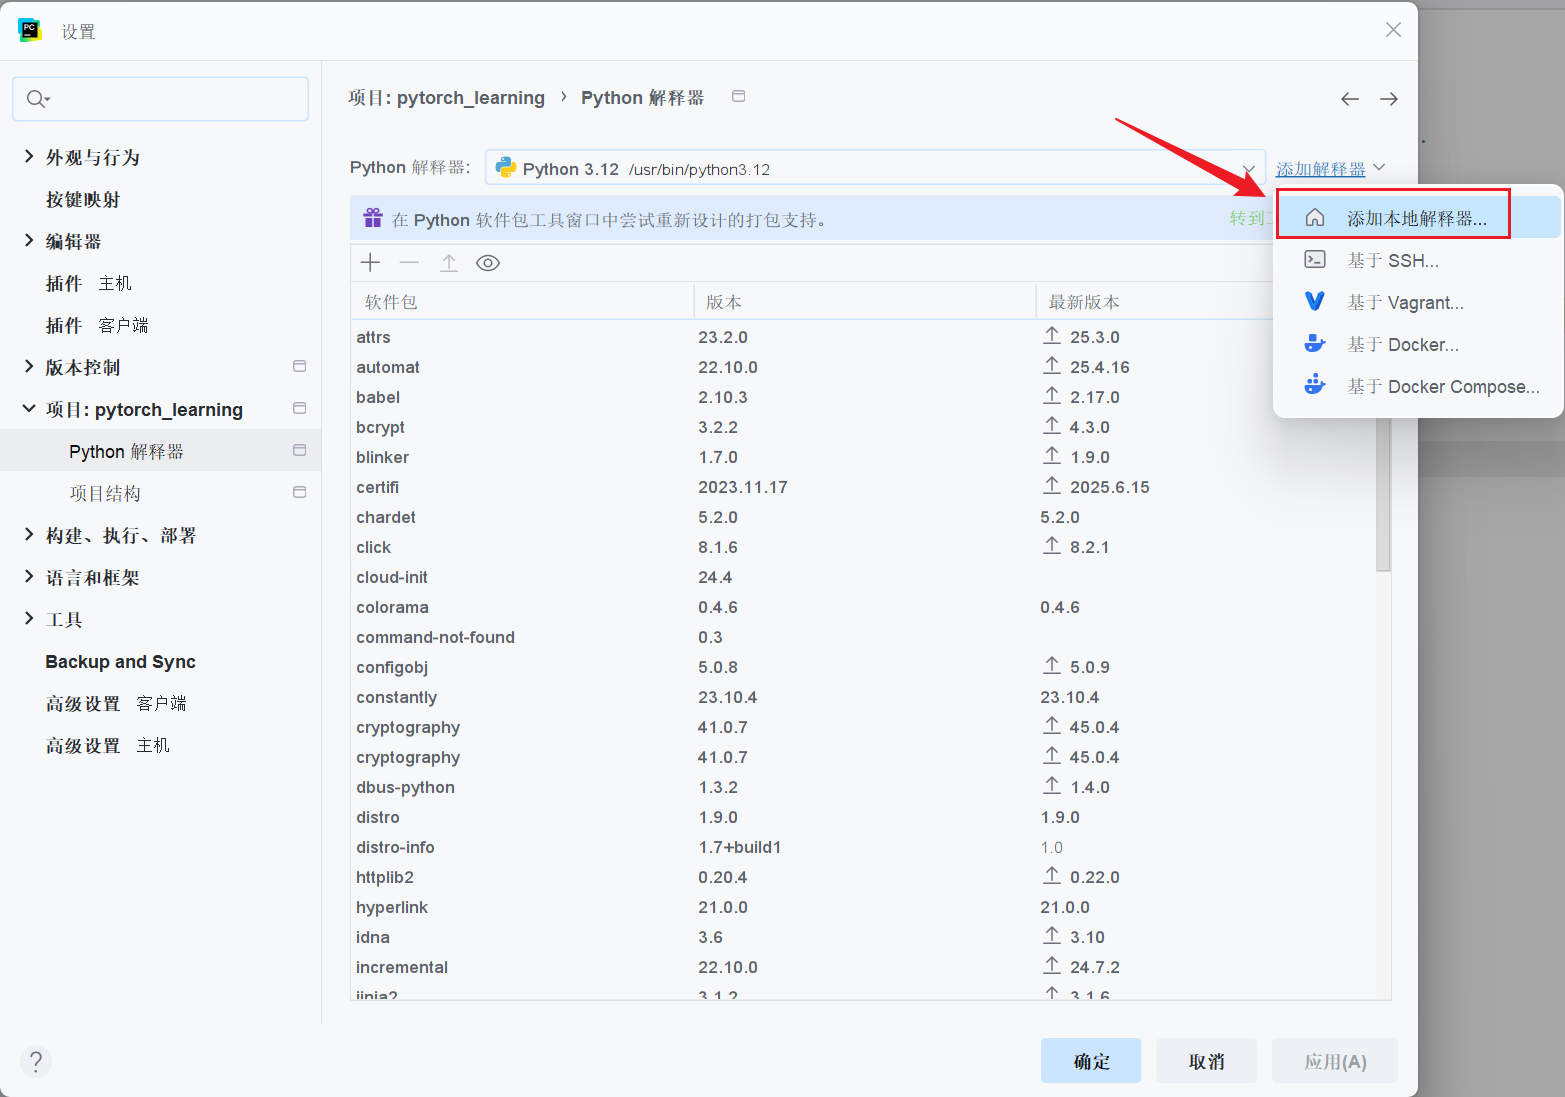 PC
设置
外观与行为
按键映射
编辑器
插件 主机
插件 客户端
版本控制
项目: pytorch_learning
Python 解释器
项目结构
构建、执行、部署
语言和框架
工具
Backup and Sync
高级设置 客户端
高级设置 主机
?
项目: pytorch_learning › Python 解释器
Python 解释器: Python 3.12 /usr/bin/python3.12 添加解释器
在 Python 软件包工具窗口中尝试重新设计的打包支持。 转到
添加本地解释器...
基于 SSH...
基于 Vagrant...
基于 Docker...
基于 Docker Compose...
软件包 版本 最新版本
attrs 23.2.0 25.3.0
automat 22.10.0 25.4.16
babel 2.10.3 2.17.0
bcrypt 3.2.2 4.3.0
blinker 1.7.0 1.9.0
certifi 2023.11.17 2025.6.15
chardet 5.2.0 5.2.0
click 8.1.6 8.2.1
cloud-init 24.4
colorama 0.4.6 0.4.6
command-not-found 0.3
configobj 5.0.8 5.0.9
constantly 23.10.4 23.10.4
cryptography 41.0.7 45.0.4
cryptography 41.0.7 45.0.4
dbus-python 1.3.2 1.4.0
distro 1.9.0 1.9.0
distro-info 1.7+build1 1.0
httplib2 0.20.4 0.22.0
hyperlink 21.0.0 21.0.0
idna 3.6 3.10
incremental 22.10.0 24.7.2
jinja2 3.1.2 3.1.6
确定 取消 应用(A)